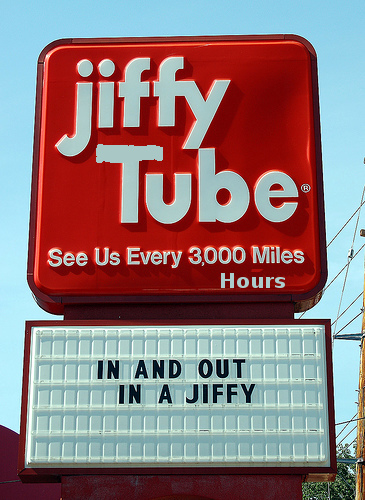 jiffy
Tube®
See Us Every 3,000 Miles
Hours
IN AND OUT
IN A JIFFY